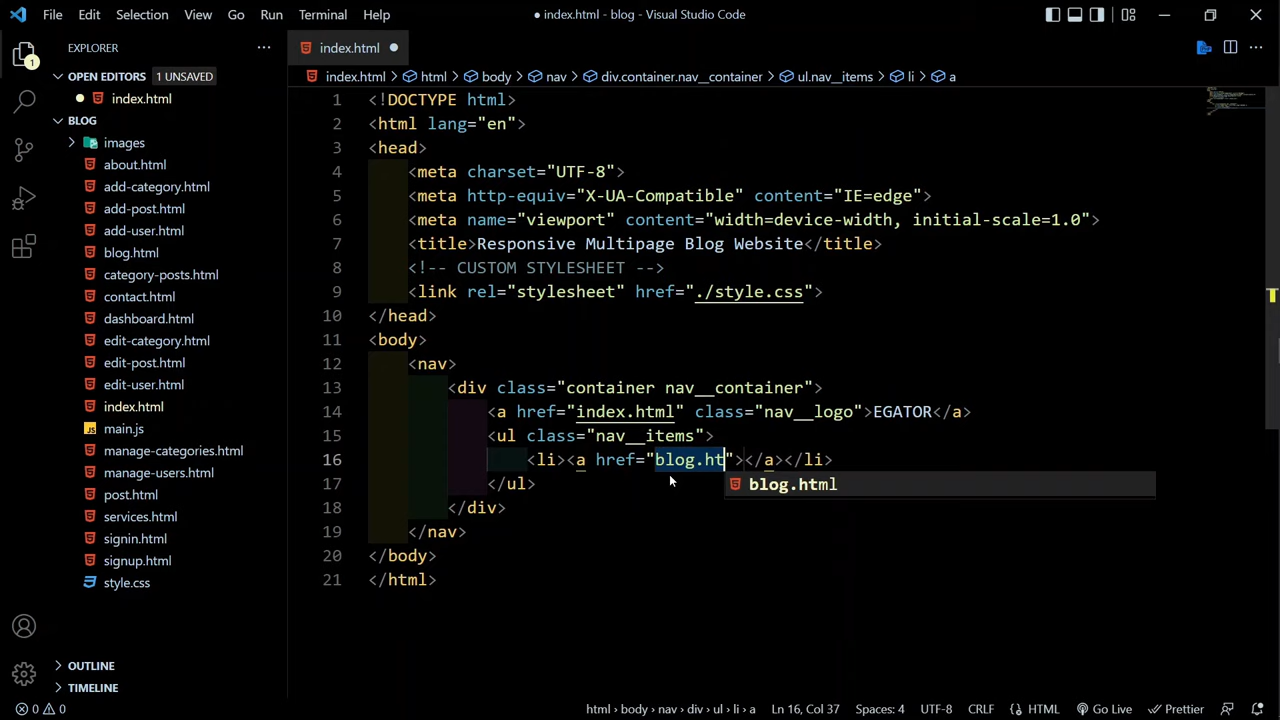 File Edit Selection View Go Run Terminal Help
● index.html - blog - Visual Studio Code
EXPLORER
OPEN EDITORS 1 UNSAVED
index.html
BLOG
images
about.html
add-category.html
add-post.html
add-user.html
blog.html
category-posts.html
contact.html
dashboard.html
edit-category.html
edit-post.html
edit-user.html
index.html
JS main.js
manage-categories.html
manage-users.html
post.html
services.html
signin.html
signup.html
style.css
OUTLINE
TIMELINE
1
index.html
index.html > html > body > nav > div.container.nav__container > ul.nav__items > li > a
1 <!DOCTYPE html>
2 <html lang="en">
3 <head>
4 <meta charset="UTF-8">
5 <meta http-equiv="X-UA-Compatible" content="IE=edge">
6 <meta name="viewport" content="width=device-width, initial-scale=1.0">
7 <title>Responsive Multipage Blog Website</title>
8 <!-- CUSTOM STYLESHEET -->
9 <link rel="stylesheet" href="./style.css">
10 </head>
11 <body>
12 <nav>
13 <div class="container nav__container">
14 <a href="index.html" class="nav__logo">EGATOR</a>
15 <ul class="nav__items">
16 <li><a href="blog.ht"></a></li>
blog.html
17 </ul>
18 </div>
19 </nav>
20 </body>
21 </html>
0 0
html > body > nav > div > ul > li > a Ln 16, Col 37 Spaces: 4 UTF-8 CRLF {} HTML Go Live Prettier